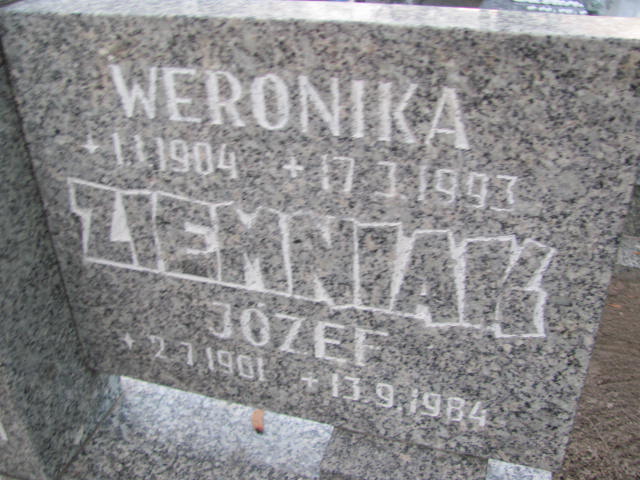 WERONIKA
+ 1.1.1904 + 17.3.1993
ZIEMNIAK
JÓZEF
+ 2.7.1901 + 13.9.1984